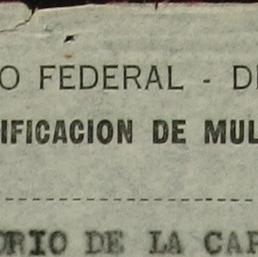 O FEDERAL - D
IFICACION DE MUL
ORIO DE LA CAP